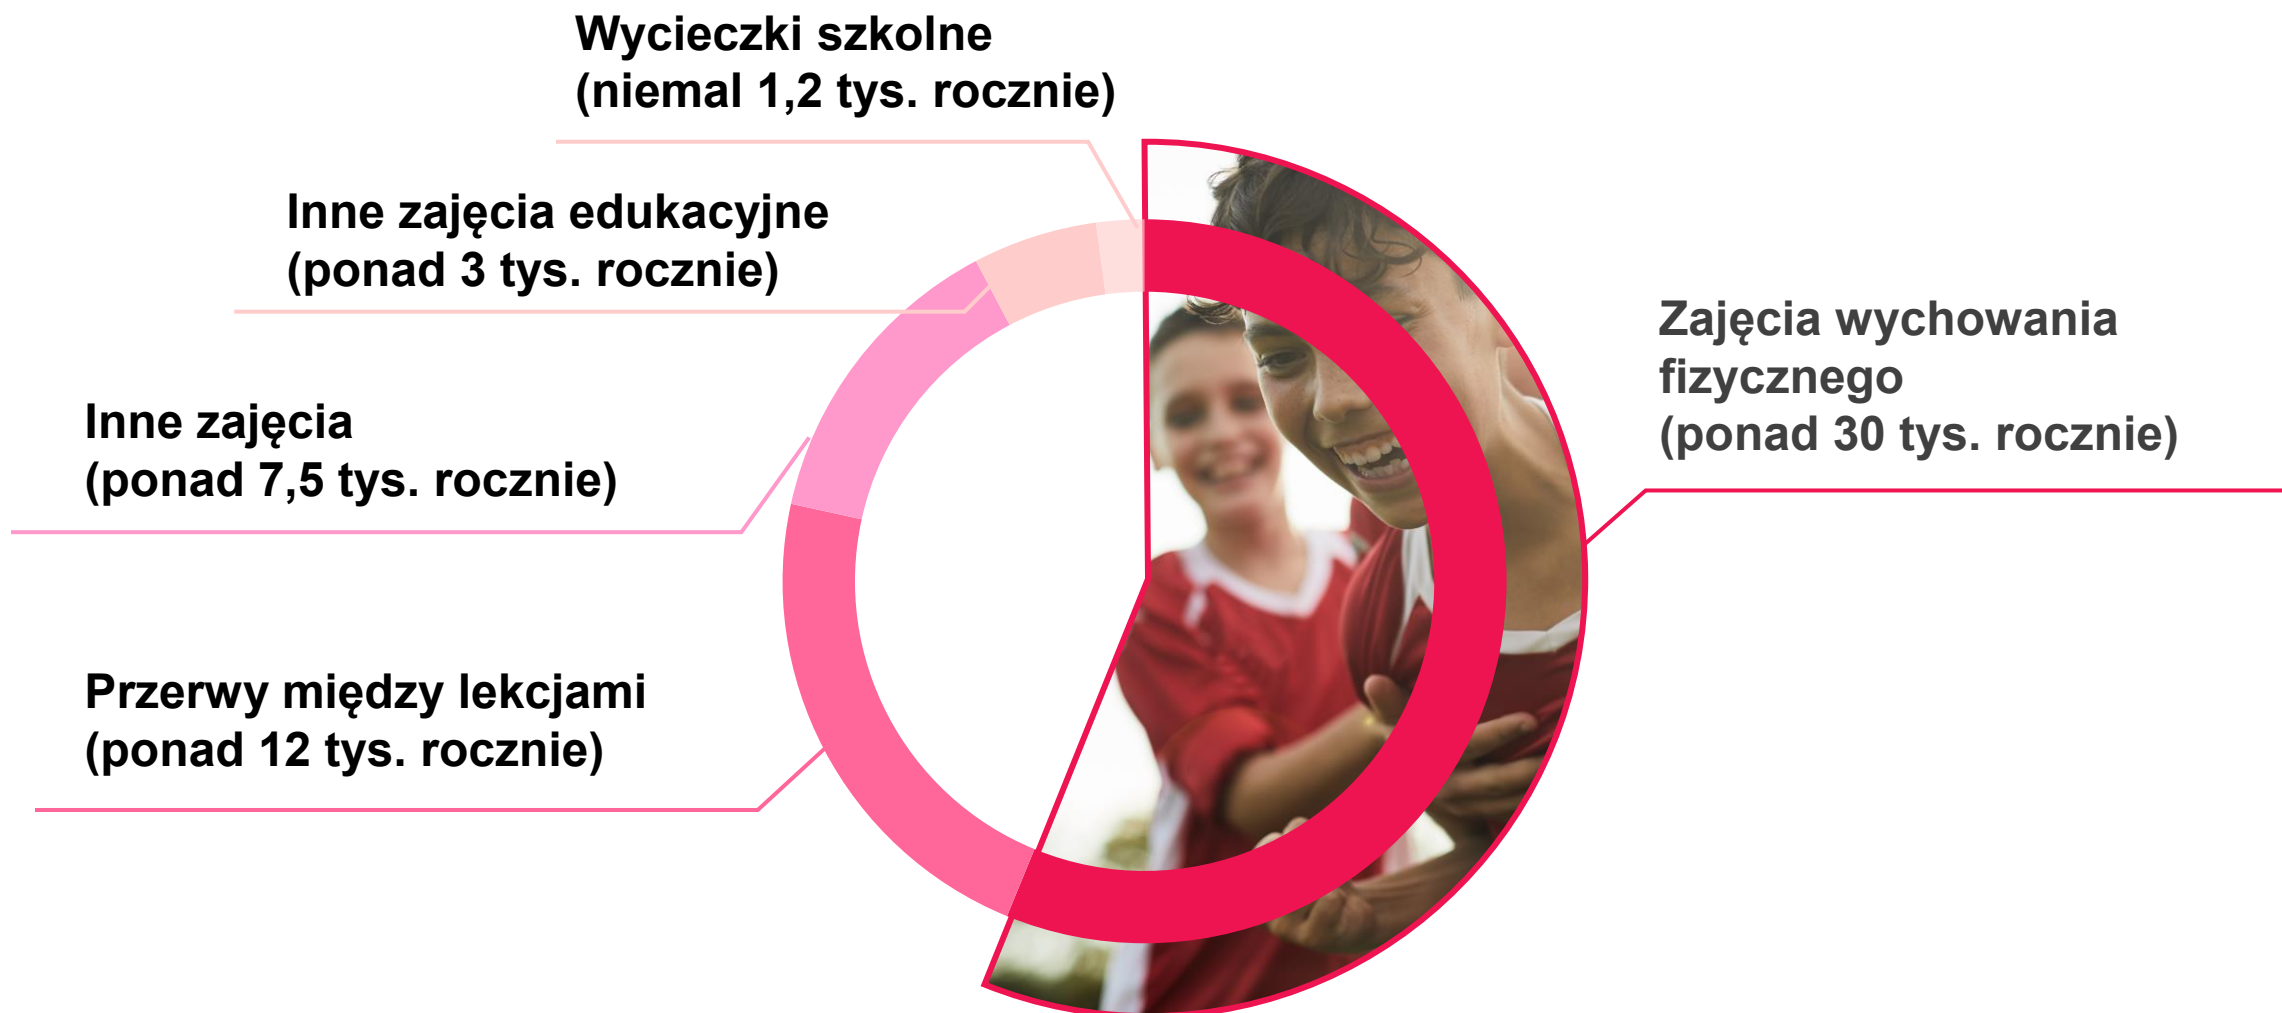 Wycieczki szkolne
(niemal 1,2 tys. rocznie)
Inne zajęcia edukacyjne
(ponad 3 tys. rocznie)
Zajęcia wychowania
fizycznego
(ponad 30 tys. rocznie)
Inne zajęcia
(ponad 7,5 tys. rocznie)
Przerwy między lekcjami
(ponad 12 tys. rocznie)